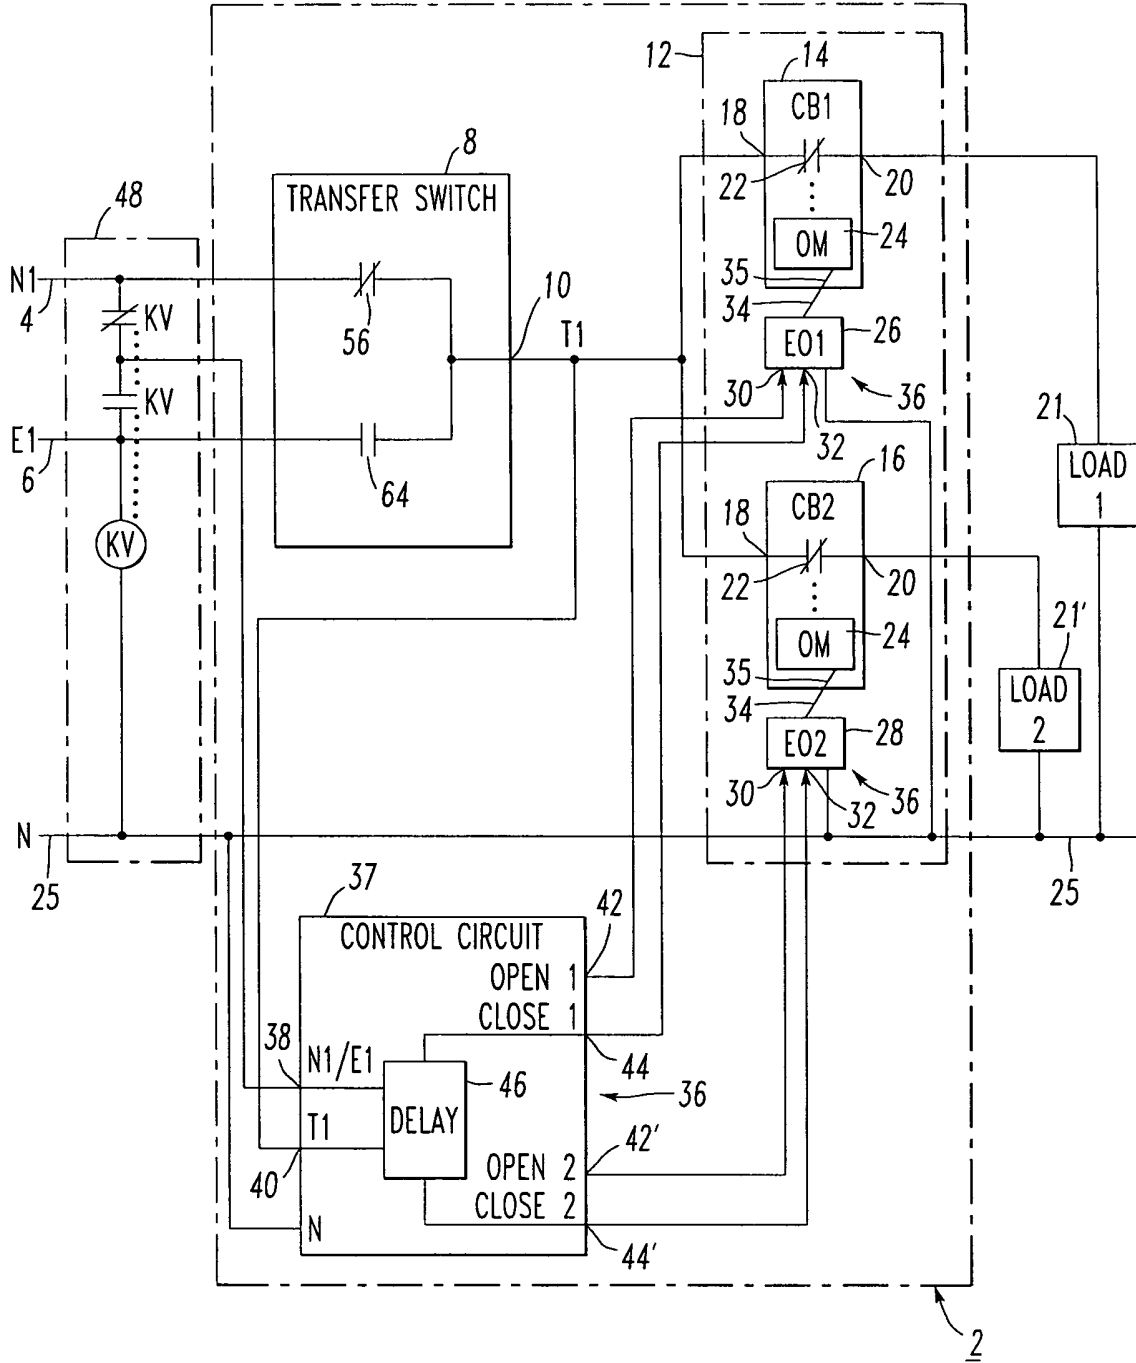 12
14
CB1
18
22
20
OM
24
35
34
EO1
26
30
32
36
8
TRANSFER SWITCH
48
N1
4
KV
56
10
T1
KV
E1
6
64
KV
21
LOAD
1
16
CB2
18
22
20
OM
24
35
34
EO2
28
30
32
36
21'
LOAD
2
N
25
25
37
CONTROL CIRCUIT
42
OPEN 1
CLOSE 1
38
N1/E1
44
46
DELAY
36
T1
40
42'
OPEN 2
CLOSE 2
N
44'
2